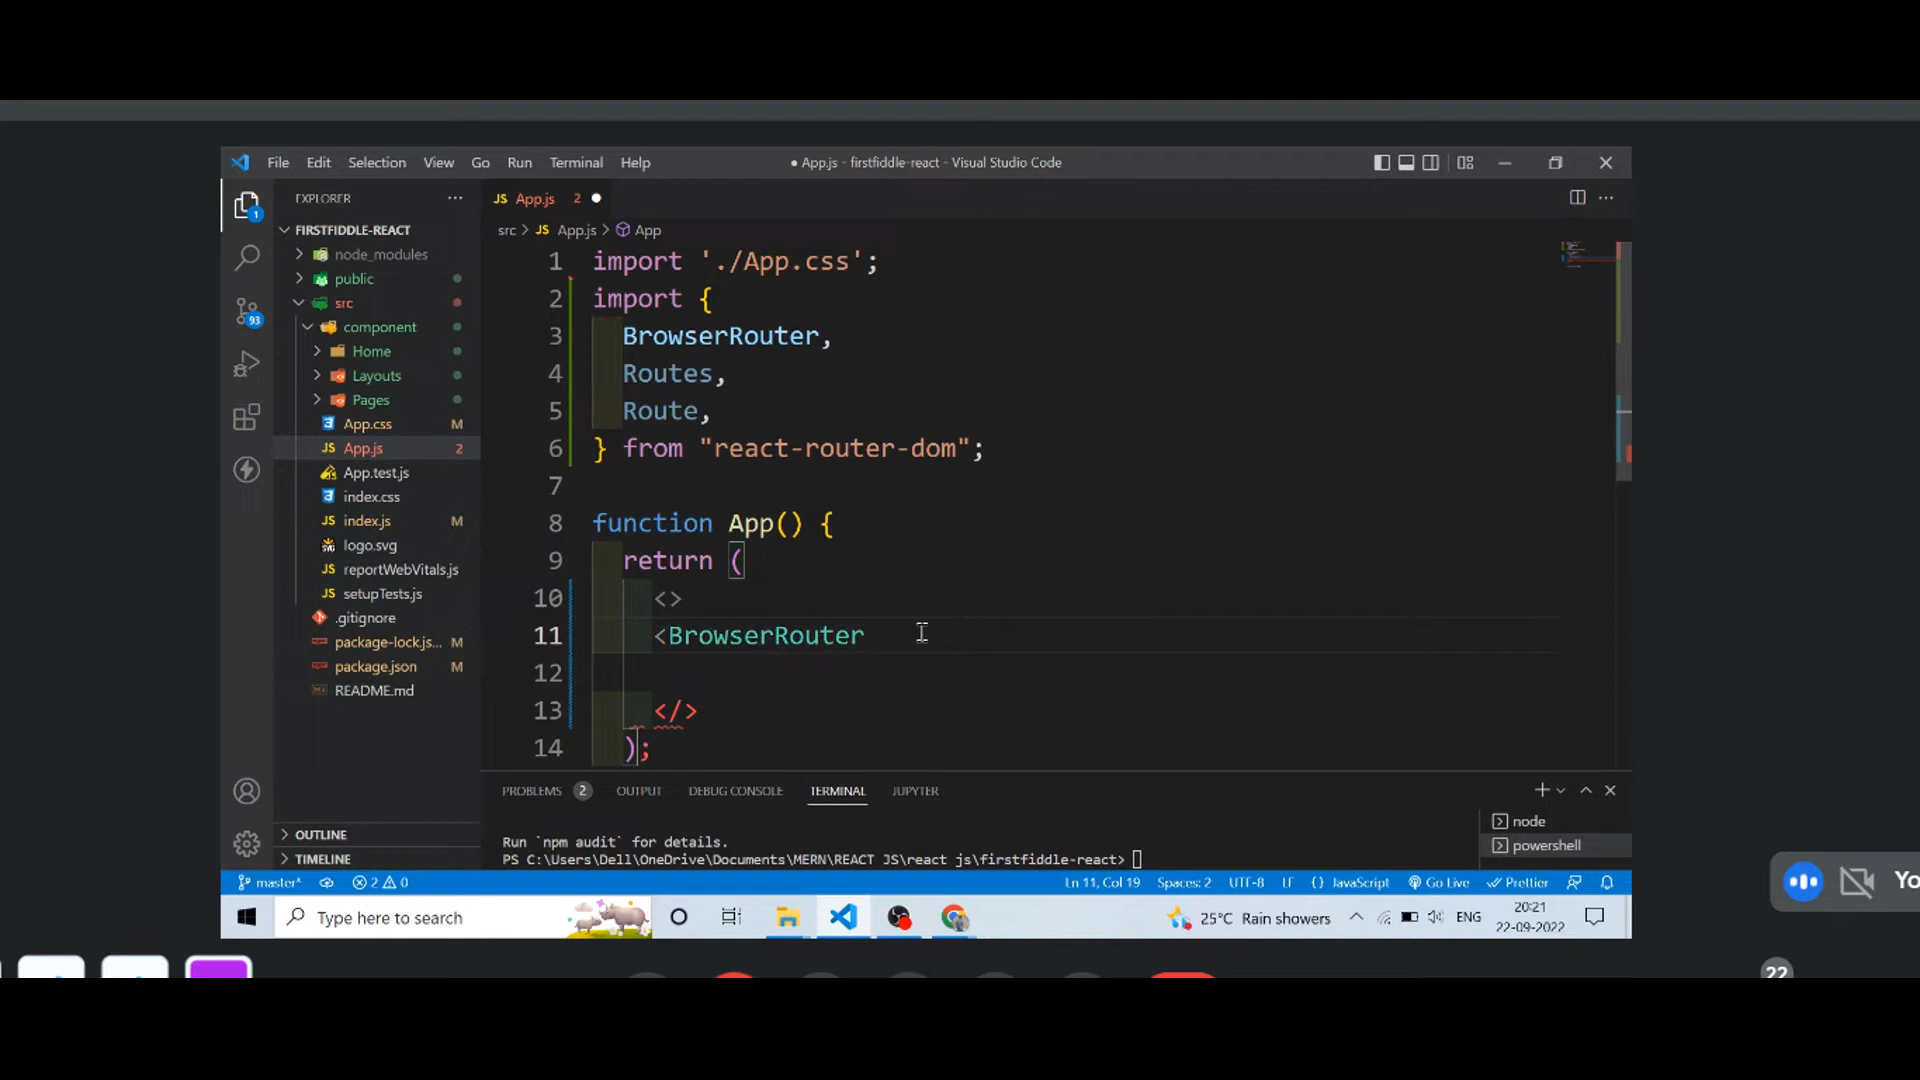 File Edit Selection View Go Run Terminal Help
● App.js - firstfiddle-react - Visual Studio Code
EXPLORER
FIRSTFIDDLE-REACT
node_modules
public
src
component
Home
Layouts
Pages
App.css M
App.js 2
App.test.js
index.css
index.js M
logo.svg
reportWebVitals.js
setupTests.js
.gitignore
package-lock.js... M
package.json M
README.md
OUTLINE
TIMELINE
1
93
JS App.js 2 ●
src > JS App.js > App
1 import './App.css';
2 import {
3 BrowserRouter,
4 Routes,
5 Route,
6 } from "react-router-dom";
7
8 function App() {
9 return (
10 <>
11 <BrowserRouter
12
13 </>
14 );
PROBLEMS 2 OUTPUT DEBUG CONSOLE TERMINAL JUPYTER
Run `npm audit` for details.
PS C:\Users\Dell\OneDrive\Documents\MERN\REACT JS\react js\firstfiddle-react>
node
powershell
master* 2 0 Ln 11, Col 19 Spaces: 2 UTF-8 LF {} JavaScript Go Live Prettier
Type here to search
25°C Rain showers
ENG
20:21
22-09-2022
Yo
22